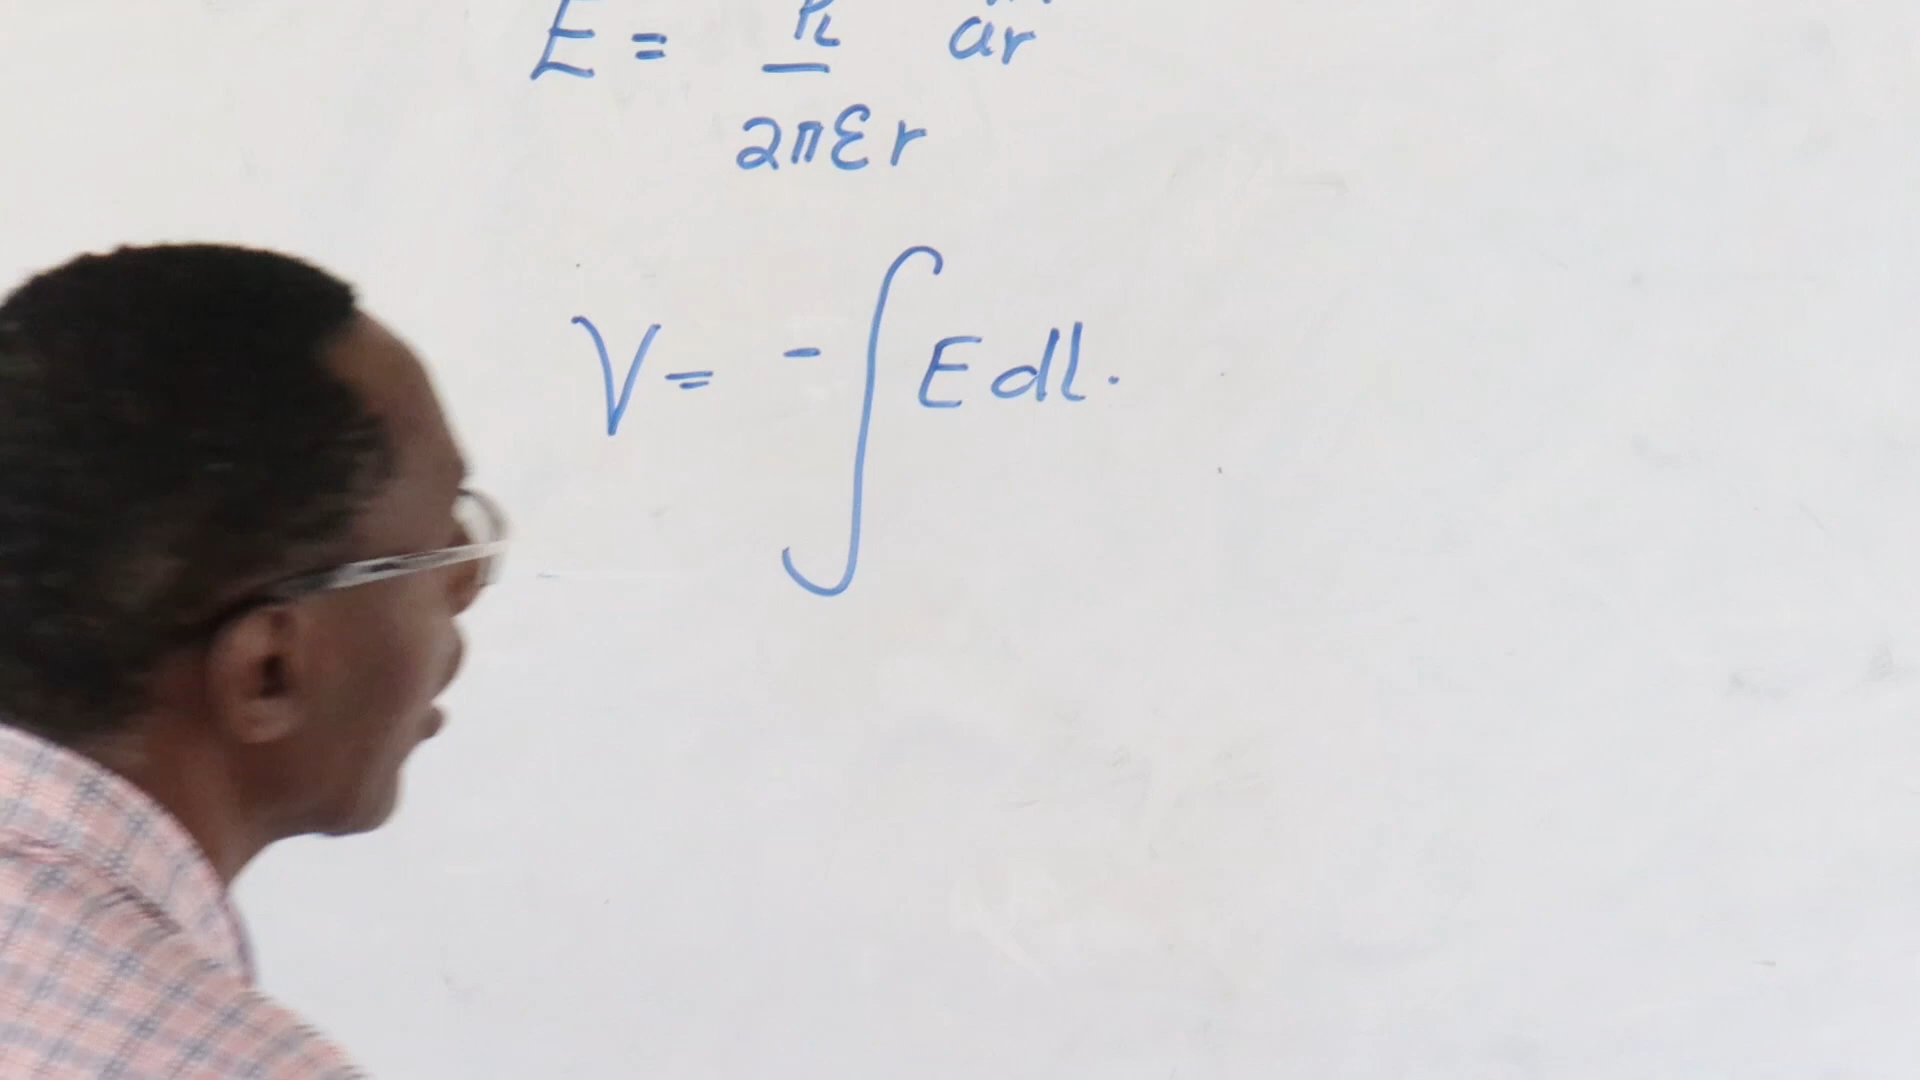 E = ρL / 2πεr ar
V = - ∫ E dl.